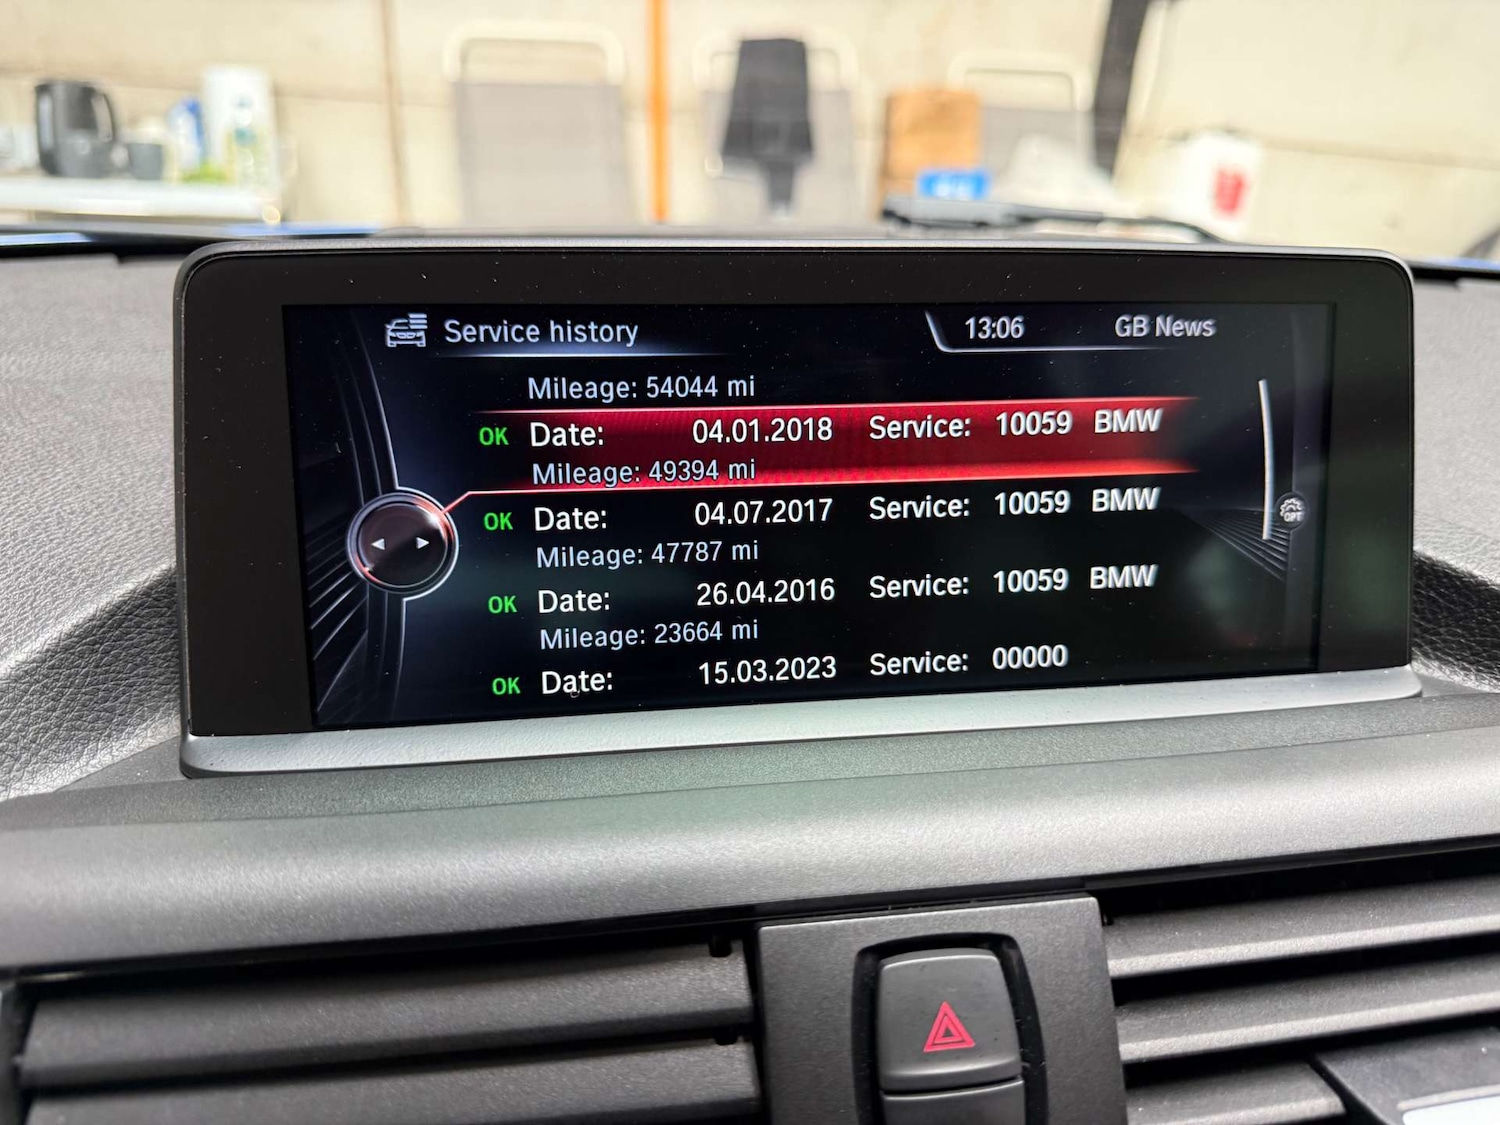 Service history 13:06 GB News
Mileage: 54044 mi
OK Date: 04.01.2018 Service: 10059 BMW
Mileage: 49394 mi
OK Date: 04.07.2017 Service: 10059 BMW
Mileage: 47787 mi
OK Date: 26.04.2016 Service: 10059 BMW
Mileage: 23664 mi
OK Date: 15.03.2023 Service: 00000
OPT